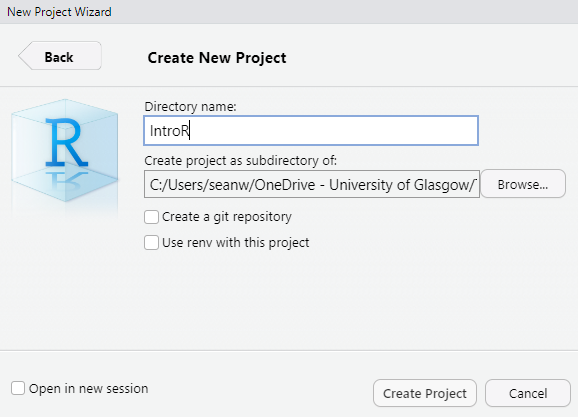 New Project Wizard
Back
Create New Project
R
Directory name:
IntroR
Create project as subdirectory of:
C:/Users/seanw/OneDrive - University of Glasgow/
Browse...
Create a git repository
Use renv with this project
Open in new session
Create Project
Cancel